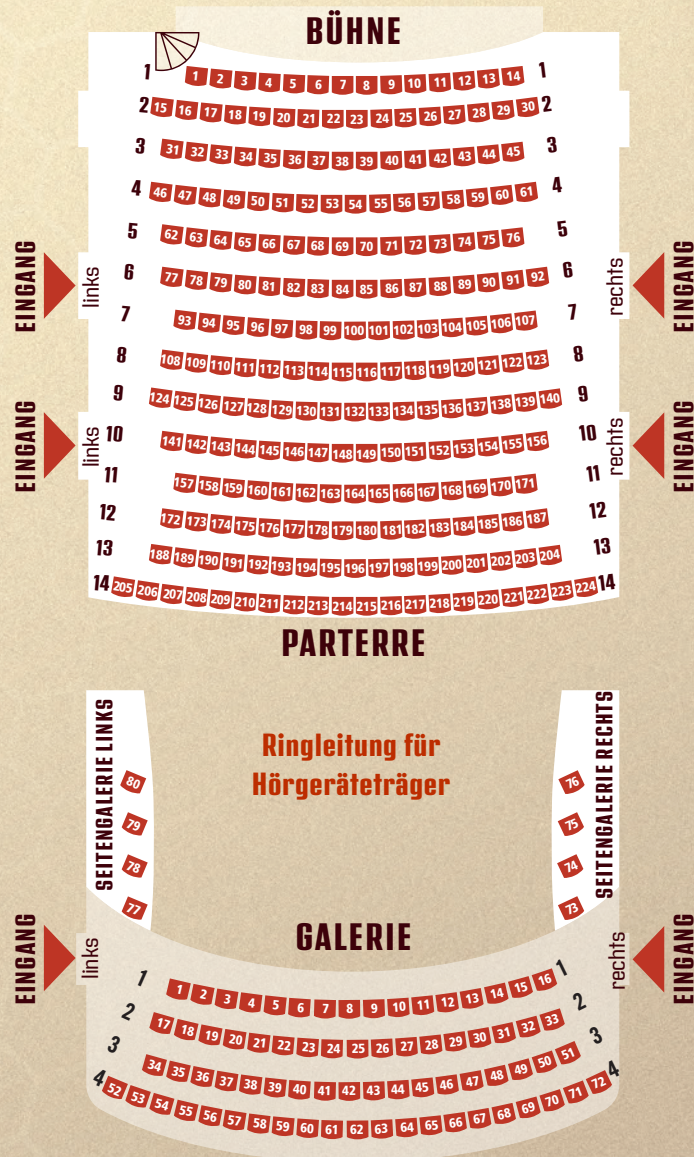 BÜHNE
1 1 2 3 4 5 6 7 8 9 10 11 12 13 14 1
2 15 16 17 18 19 20 21 22 23 24 25 26 27 28 29 30 2
3 31 32 33 34 35 36 37 38 39 40 41 42 43 44 45 3
4 46 47 48 49 50 51 52 53 54 55 56 57 58 59 60 61 4
5 62 63 64 65 66 67 68 69 70 71 72 73 74 75 76 5
EINGANG links 6 77 78 79 80 81 82 83 84 85 86 87 88 89 90 91 92 6 rechts EINGANG
7 93 94 95 96 97 98 99 100 101 102 103 104 105 106 107 7
8 108 109 110 111 112 113 114 115 116 117 118 119 120 121 122 123 8
9 124 125 126 127 128 129 130 131 132 133 134 135 136 137 138 139 140 9
EINGANG links 10 141 142 143 144 145 146 147 148 149 150 151 152 153 154 155 156 10 rechts EINGANG
11 157 158 159 160 161 162 163 164 165 166 167 168 169 170 171 11
12 172 173 174 175 176 177 178 179 180 181 182 183 184 185 186 187 12
13 188 189 190 191 192 193 194 195 196 197 198 199 200 201 202 203 204 13
14 205 206 207 208 209 210 211 212 213 214 215 216 217 218 219 220 221 222 223 224 14
PARTERRE
SEITENGALERIE LINKS
80
79
78
77
Ringleitung für
Hörgeräteträger
SEITENGALERIE RECHTS
76
75
74
73
GALERIE
EINGANG links
rechts EINGANG
1 1 2 3 4 5 6 7 8 9 10 11 12 13 14 15 16 1
2 17 18 19 20 21 22 23 24 25 26 27 28 29 30 31 32 33 2
3 34 35 36 37 38 39 40 41 42 43 44 45 46 47 48 49 50 51 3
4 52 53 54 55 56 57 58 59 60 61 62 63 64 65 66 67 68 69 70 71 72 4